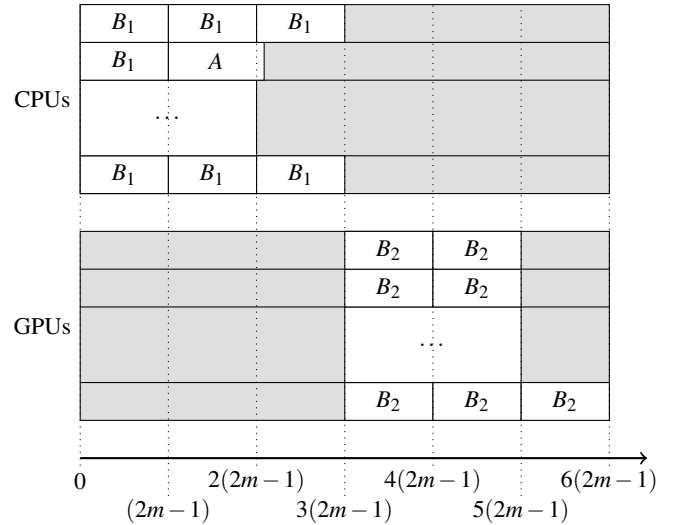 B₁ B₁ B₁
B₁ A
CPUs
...
B₁ B₁ B₁
B₂ B₂
B₂ B₂
GPUs
...
B₂ B₂ B₂
0 2(2m−1) 4(2m−1) 6(2m−1)
(2m−1) 3(2m−1) 5(2m−1)